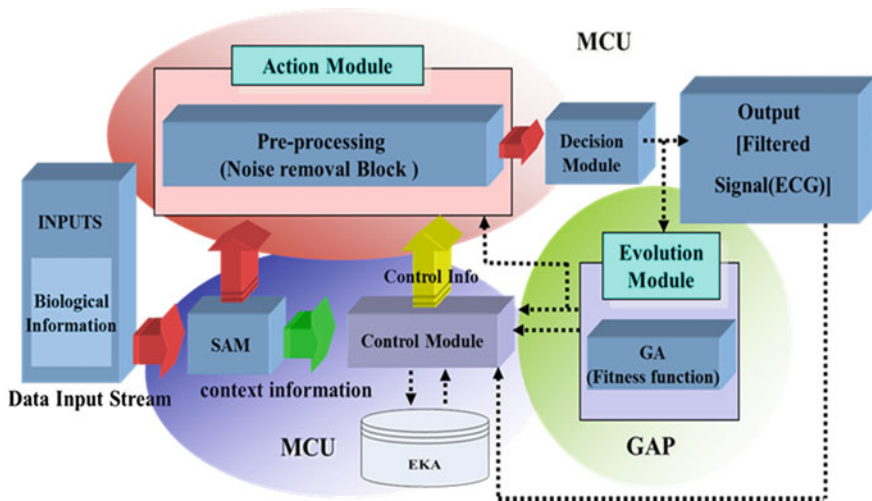 MCU
Action Module
Pre-processing
(Noise removal Block )
Decision
Module
Output
[Filtered
Signal(ECG)]
INPUTS
Biological
Information
Data Input Stream
SAM
context information
Control Info
Control Module
EKA
MCU
Evolution
Module
GA
(Fitness function)
GAP